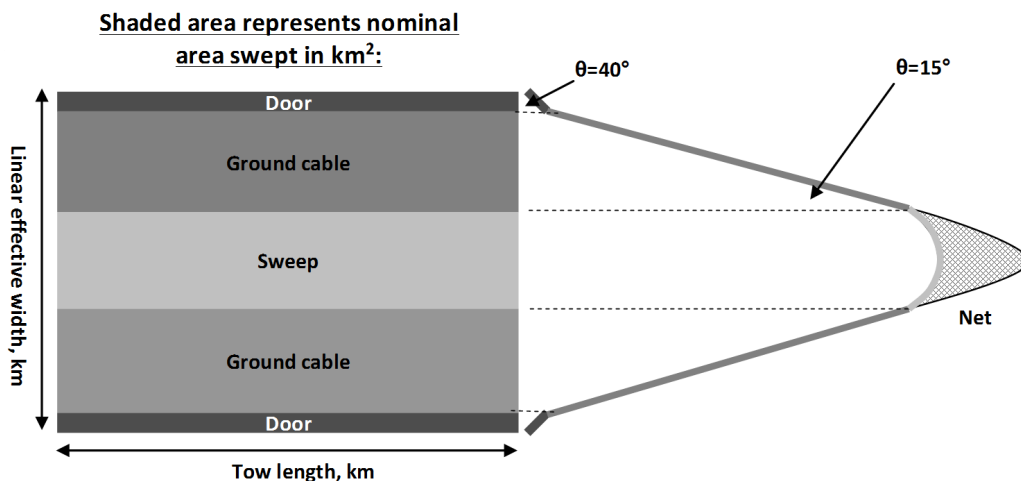 Shaded area represents nominal
area swept in km²:
θ=40°
θ=15°
Door
Ground cable
Linear effective width, km
Sweep
Net
Ground cable
Door
Tow length, km